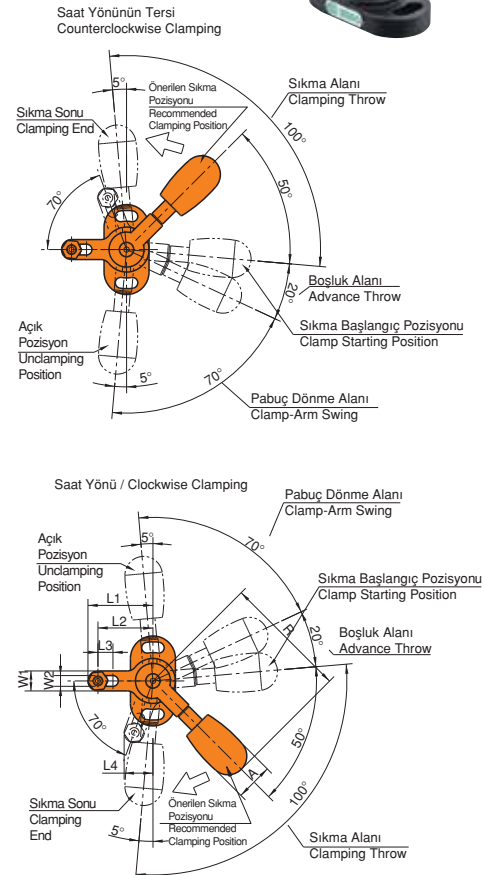 Saat Yönünün Tersi
Counterclockwise Clamping
5°
Önerilen Sıkma
Pozisyonu
Recommended
Clamping Position
Sıkma Alanı
Clamping Throw
Sıkma Sonu
Clamping End
100°
50°
70°
G
Boşluk Alanı
Advance Throw
20°
Sıkma Başlangıç Pozisyonu
Clamp Starting Position
Açık
Pozisyon
Unclamping
Position
5°
70°
Pabuç Dönme Alanı
Clamp-Arm Swing
Saat Yönü / Clockwise Clamping
Pabuç Dönme Alanı
Clamp-Arm Swing
70°
Açık
Pozisyon
Unclamping
Position
5°
Sıkma Başlangıç Pozisyonu
Clamp Starting Position
L1
L2
L3
R
20°
Boşluk Alanı
Advance Throw
W1
W2
70°
G
50°
L4
A
100°
Sıkma Sonu
Clamping
End
Önerilen Sıkma
Pozisyonu
Recommended
Clamping Position
5°
Sıkma Alanı
Clamping Throw